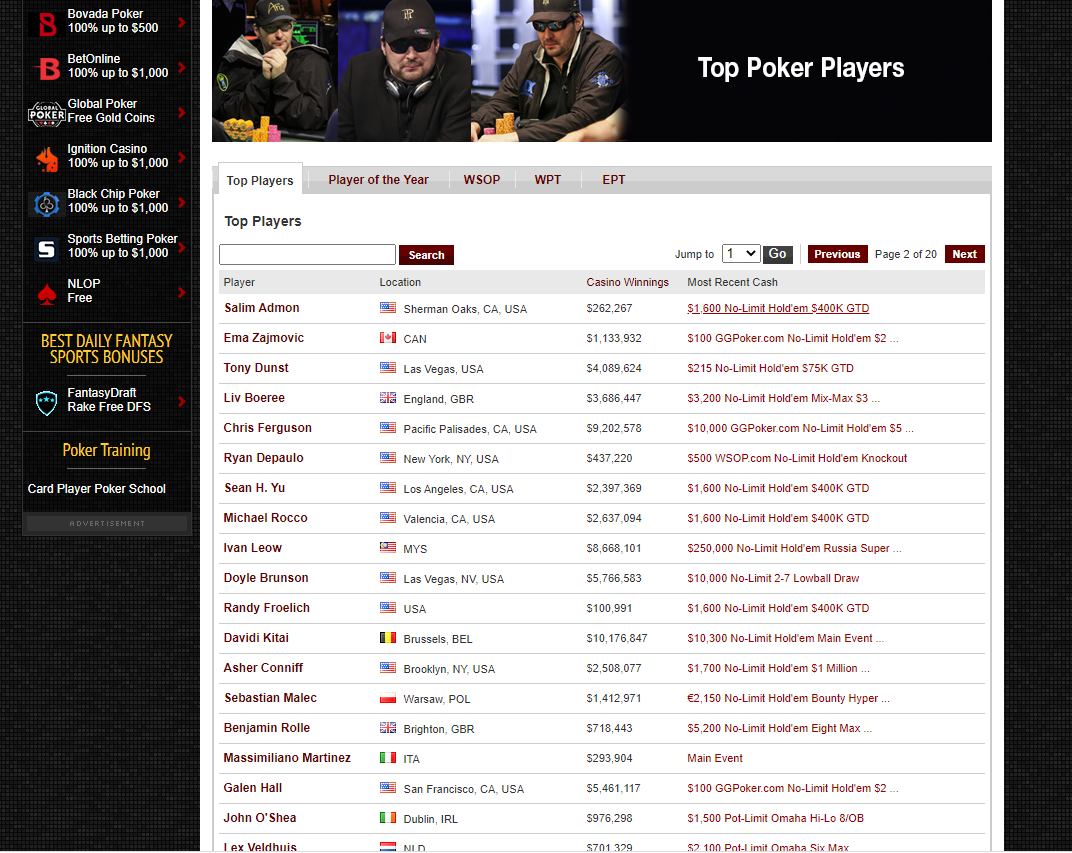 Bovada Poker
100% up to $500
BetOnline
100% up to $1,000
GLOBAL
POKER
Global Poker
Free Gold Coins
Ignition Casino
100% up to $1,000
Black Chip Poker
100% up to $1,000
Sports Betting Poker
100% up to $1,000
NLOP
Free
BEST DAILY FANTASY
SPORTS BONUSES
FantasyDraft
Rake Free DFS
Poker Training
Card Player Poker School
ADVERTISEMENT
Top Poker Players
Top Players Player of the Year WSOP WPT EPT
Top Players
Search Jump to 1 Go Previous Page 2 of 20 Next
Player Location Casino Winnings Most Recent Cash
Salim Admon Sherman Oaks, CA, USA $262,267 $1,600 No-Limit Hold'em $400K GTD
Ema Zajmovic CAN $1,133,932 $100 GGPoker.com No-Limit Hold'em $2 ...
Tony Dunst Las Vegas, USA $4,089,624 $215 No-Limit Hold'em $75K GTD
Liv Boeree England, GBR $3,686,447 $3,200 No-Limit Hold'em Mix-Max $3 ...
Chris Ferguson Pacific Palisades, CA, USA $9,202,578 $10,000 GGPoker.com No-Limit Hold'em $5 ...
Ryan Depaulo New York, NY, USA $437,220 $500 WSOP.com No-Limit Hold'em Knockout
Sean H. Yu Los Angeles, CA, USA $2,397,369 $1,600 No-Limit Hold'em $400K GTD
Michael Rocco Valencia, CA, USA $2,637,094 $1,600 No-Limit Hold'em $400K GTD
Ivan Leow MYS $8,668,101 $250,000 No-Limit Hold'em Russia Super ...
Doyle Brunson Las Vegas, NV, USA $5,766,583 $10,000 No-Limit 2-7 Lowball Draw
Randy Froelich USA $100,991 $1,600 No-Limit Hold'em $400K GTD
Davidi Kitai Brussels, BEL $10,176,847 $10,300 No-Limit Hold'em Main Event ...
Asher Conniff Brooklyn, NY, USA $2,508,077 $1,700 No-Limit Hold'em $1 Million ...
Sebastian Malec Warsaw, POL $1,412,971 €2,150 No-Limit Hold'em Bounty Hyper ...
Benjamin Rolle Brighton, GBR $718,443 $5,200 No-Limit Hold'em Eight Max ...
Massimiliano Martinez ITA $293,904 Main Event
Galen Hall San Francisco, CA, USA $5,461,117 $100 GGPoker.com No-Limit Hold'em $2 ...
John O'Shea Dublin, IRL $976,298 $1,500 Pot-Limit Omaha Hi-Lo 8/OB
Lex Veldhuis NLD $701,329 $2,100 Pot-Limit Omaha Six Max